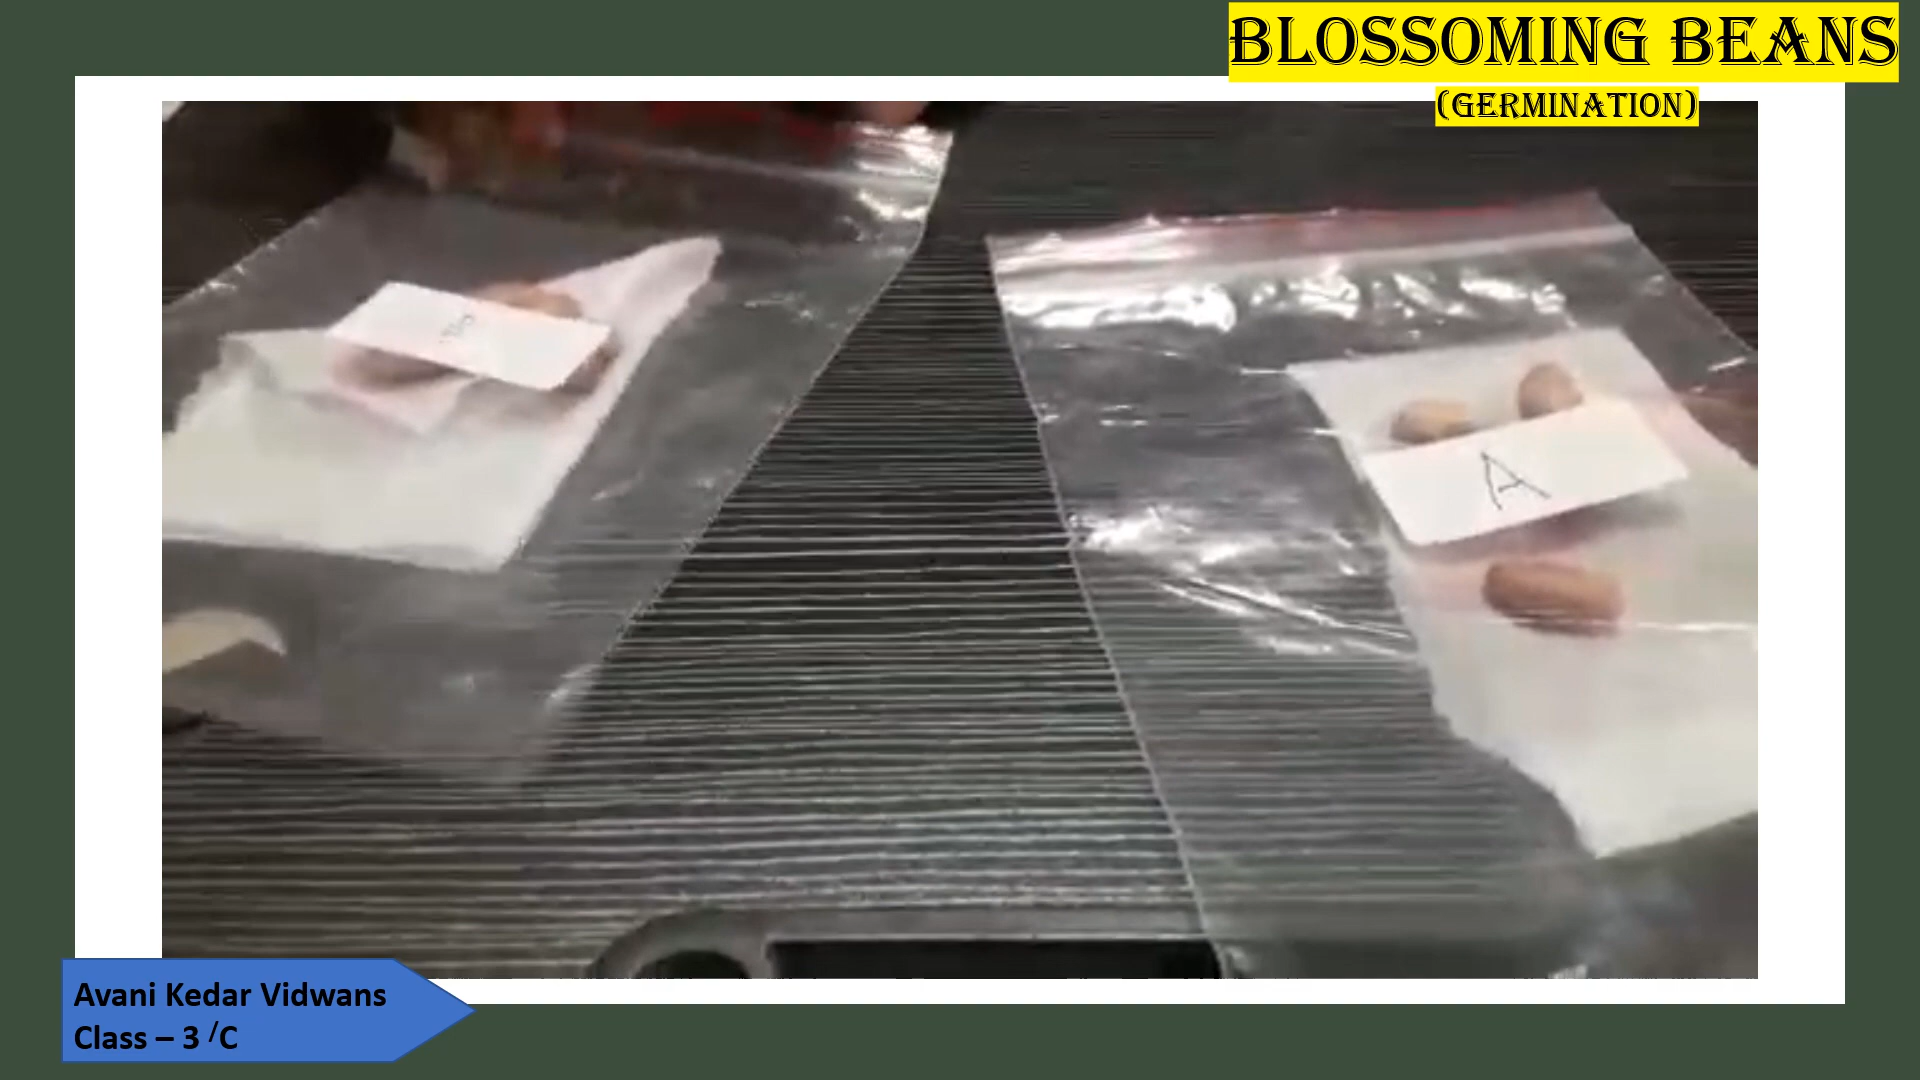 BLOSSOMING BEANS
(GERMINATION)
A
Avani Kedar Vidwans
Class – 3 /C